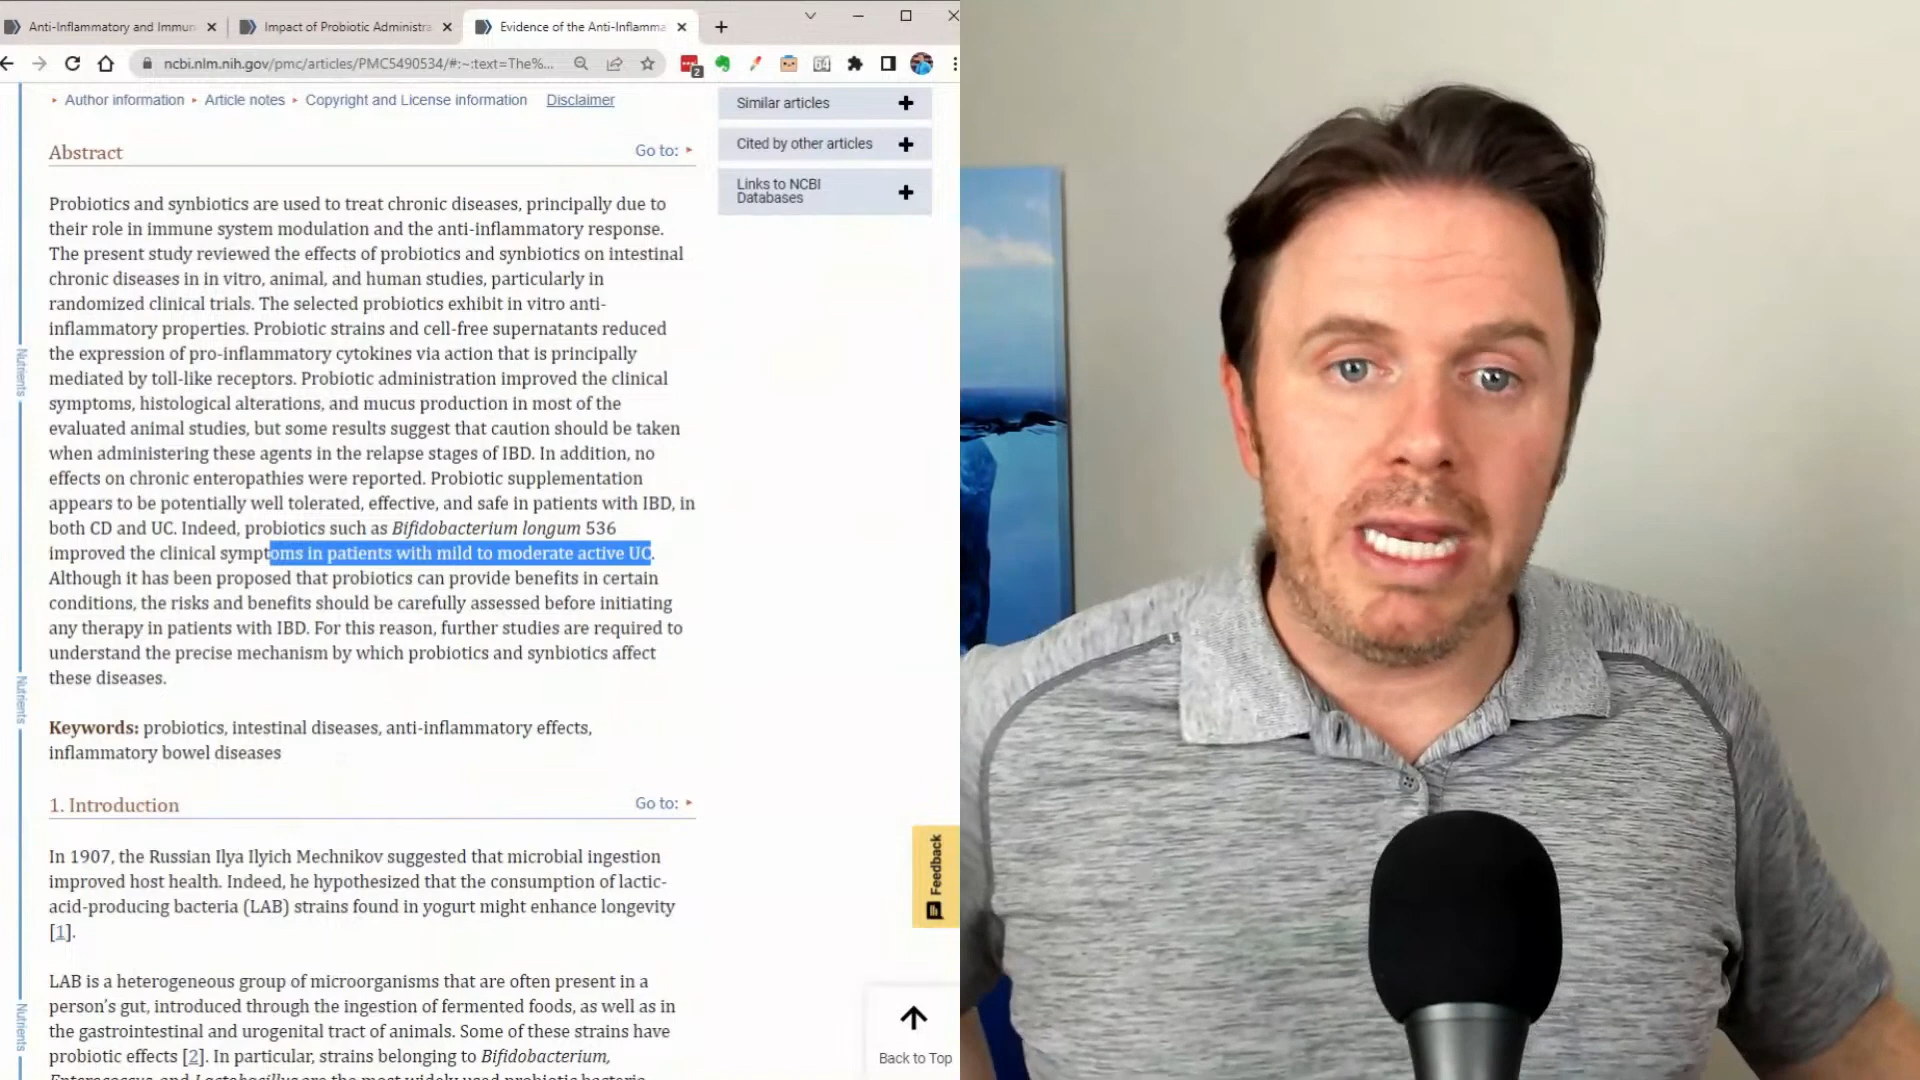 Anti-Inflammatory and Immun
Impact of Probiotic Administra
Evidence of the Anti-Inflamma
ncbi.nlm.nih.gov/pmc/articles/PMC5490534/#:~:text=The%...
2
Author information
Article notes
Copyright and License information
Disclaimer
Similar articles
Cited by other articles
Links to NCBI
Databases
Abstract
Go to:
Probiotics and synbiotics are used to treat chronic diseases, principally due to
their role in immune system modulation and the anti-inflammatory response.
The present study reviewed the effects of probiotics and synbiotics on intestinal
chronic diseases in in vitro, animal, and human studies, particularly in
randomized clinical trials. The selected probiotics exhibit in vitro anti-
inflammatory properties. Probiotic strains and cell-free supernatants reduced
the expression of pro-inflammatory cytokines via action that is principally
mediated by toll-like receptors. Probiotic administration improved the clinical
symptoms, histological alterations, and mucus production in most of the
evaluated animal studies, but some results suggest that caution should be taken
when administering these agents in the relapse stages of IBD. In addition, no
effects on chronic enteropathies were reported. Probiotic supplementation
appears to be potentially well tolerated, effective, and safe in patients with IBD, in
both CD and UC. Indeed, probiotics such as Bifidobacterium longum 536
improved the clinical symptoms in patients with mild to moderate active UC.
Although it has been proposed that probiotics can provide benefits in certain
conditions, the risks and benefits should be carefully assessed before initiating
any therapy in patients with IBD. For this reason, further studies are required to
understand the precise mechanism by which probiotics and synbiotics affect
these diseases.
Keywords: probiotics, intestinal diseases, anti-inflammatory effects,
inflammatory bowel diseases
1. Introduction
Go to:
In 1907, the Russian Ilya Ilyich Mechnikov suggested that microbial ingestion
improved host health. Indeed, he hypothesized that the consumption of lactic-
acid-producing bacteria (LAB) strains found in yogurt might enhance longevity
[1].
LAB is a heterogeneous group of microorganisms that are often present in a
person's gut, introduced through the ingestion of fermented foods, as well as in
the gastrointestinal and urogenital tract of animals. Some of these strains have
probiotic effects [2]. In particular, strains belonging to Bifidobacterium,
Enterococcus, and Lactobacillus are the most widely used probiotic bacteria
Nutrients
Nutrients
Nutrients
Feedback
Back to Top